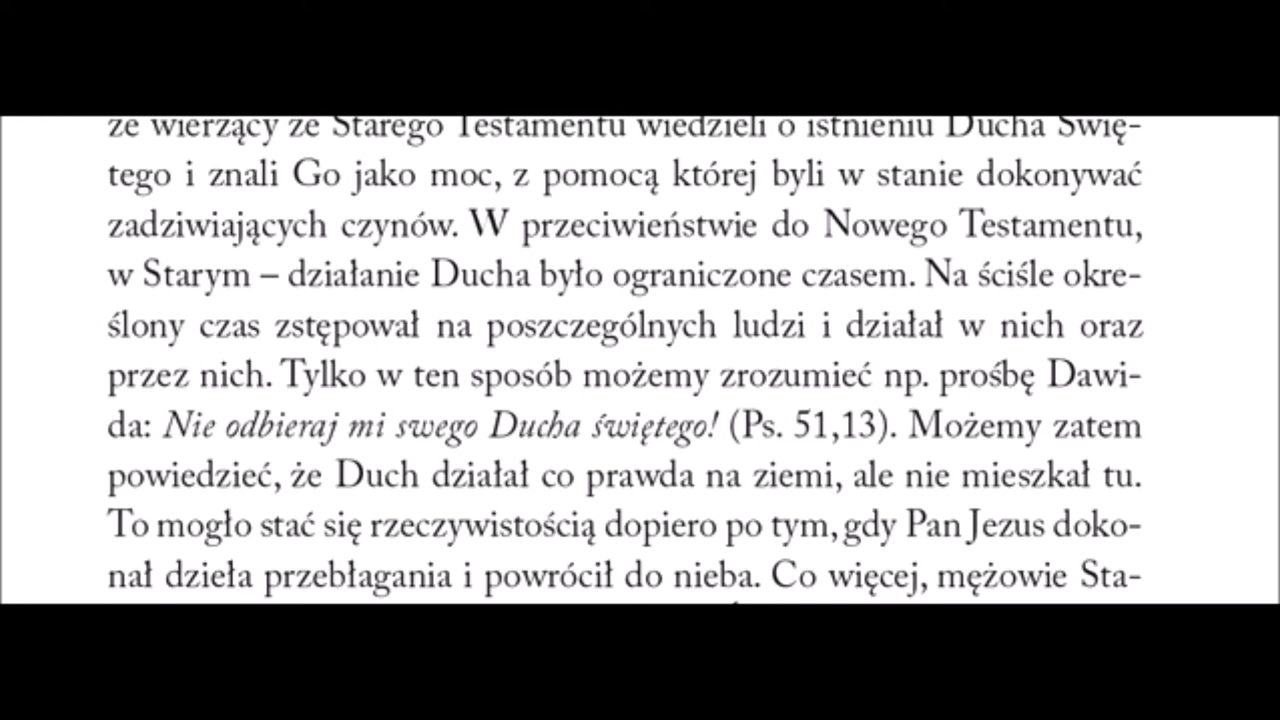 że wierzący ze Starego Testamentu wiedzieli o istnieniu Ducha Świę-
tego i znali Go jako moc, z pomocą której byli w stanie dokonywać
zadziwiających czynów. W przeciwieństwie do Nowego Testamentu,
w Starym – działanie Ducha było ograniczone czasem. Na ściśle okre-
ślony czas zstępował na poszczególnych ludzi i działał w nich oraz
przez nich. Tylko w ten sposób możemy zrozumieć np. prośbę Dawi-
da: Nie odbieraj mi swego Ducha świętego! (Ps. 51,13). Możemy zatem
powiedzieć, że Duch działał co prawda na ziemi, ale nie mieszkał tu.
To mogło stać się rzeczywistością dopiero po tym, gdy Pan Jezus doko-
nał dzieła przebłagania i powrócił do nieba. Co więcej, mężowie Sta-